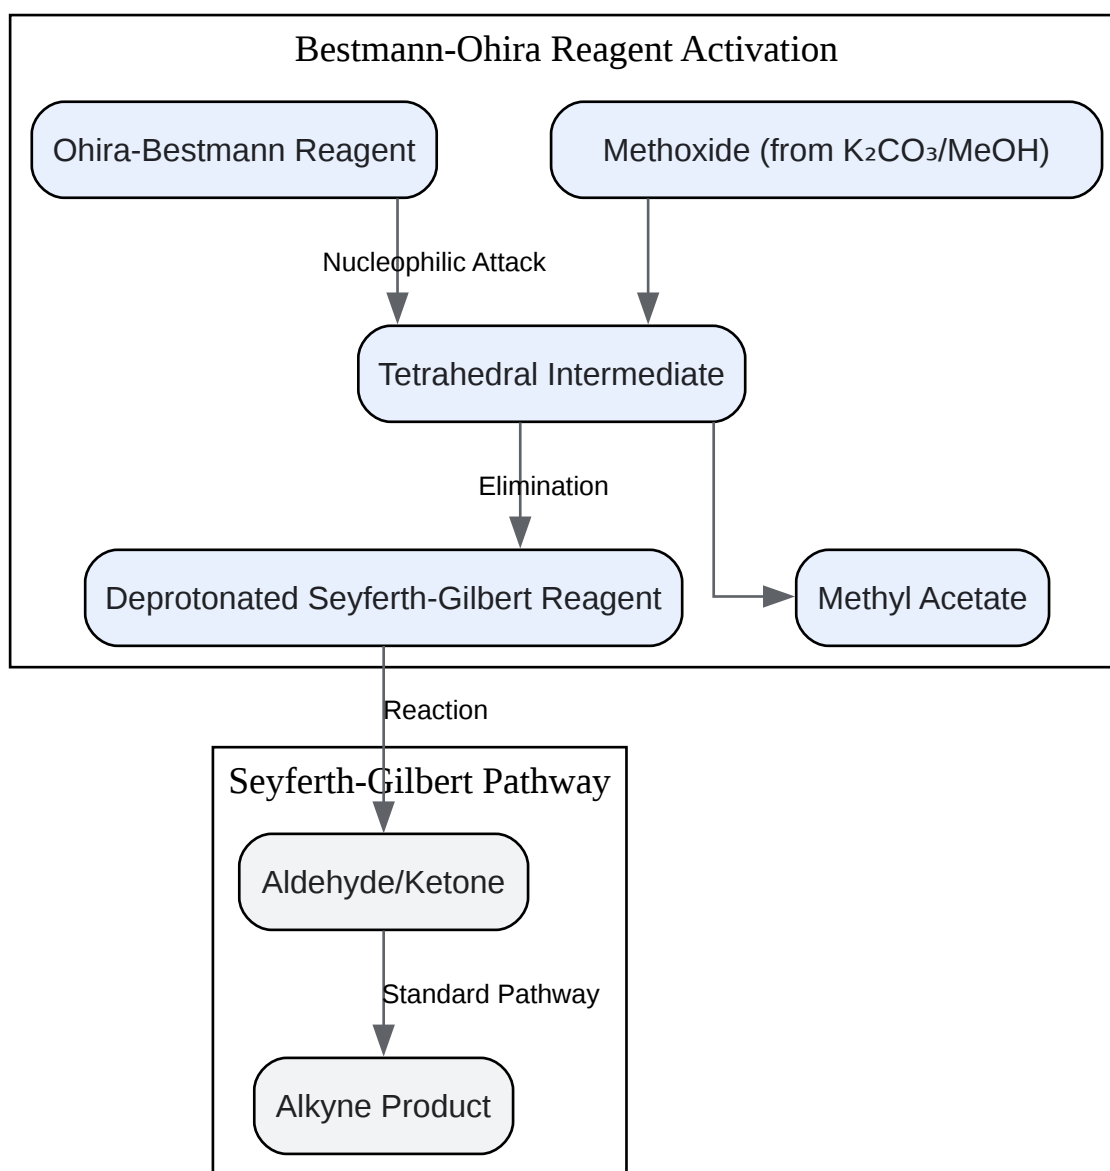 Bestmann-Ohira Reagent Activation
Ohira-Bestmann Reagent
Methoxide (from K₂CO₃/MeOH)
Nucleophilic Attack
Tetrahedral Intermediate
Elimination
Deprotonated Seyferth-Gilbert Reagent
Methyl Acetate
Reaction
Seyferth-Gilbert Pathway
Aldehyde/Ketone
Standard Pathway
Alkyne Product